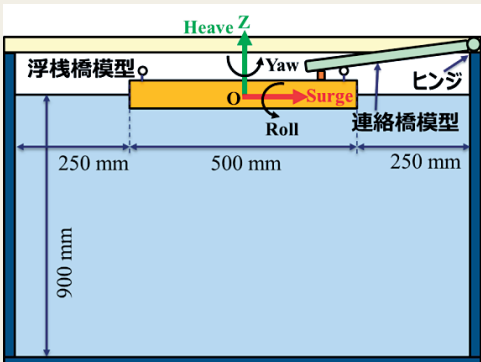 Heave Z
浮桟橋模型
Yaw
ヒンジ
O
Surge
Roll
連絡橋模型
250 mm
500 mm
250 mm
900 mm